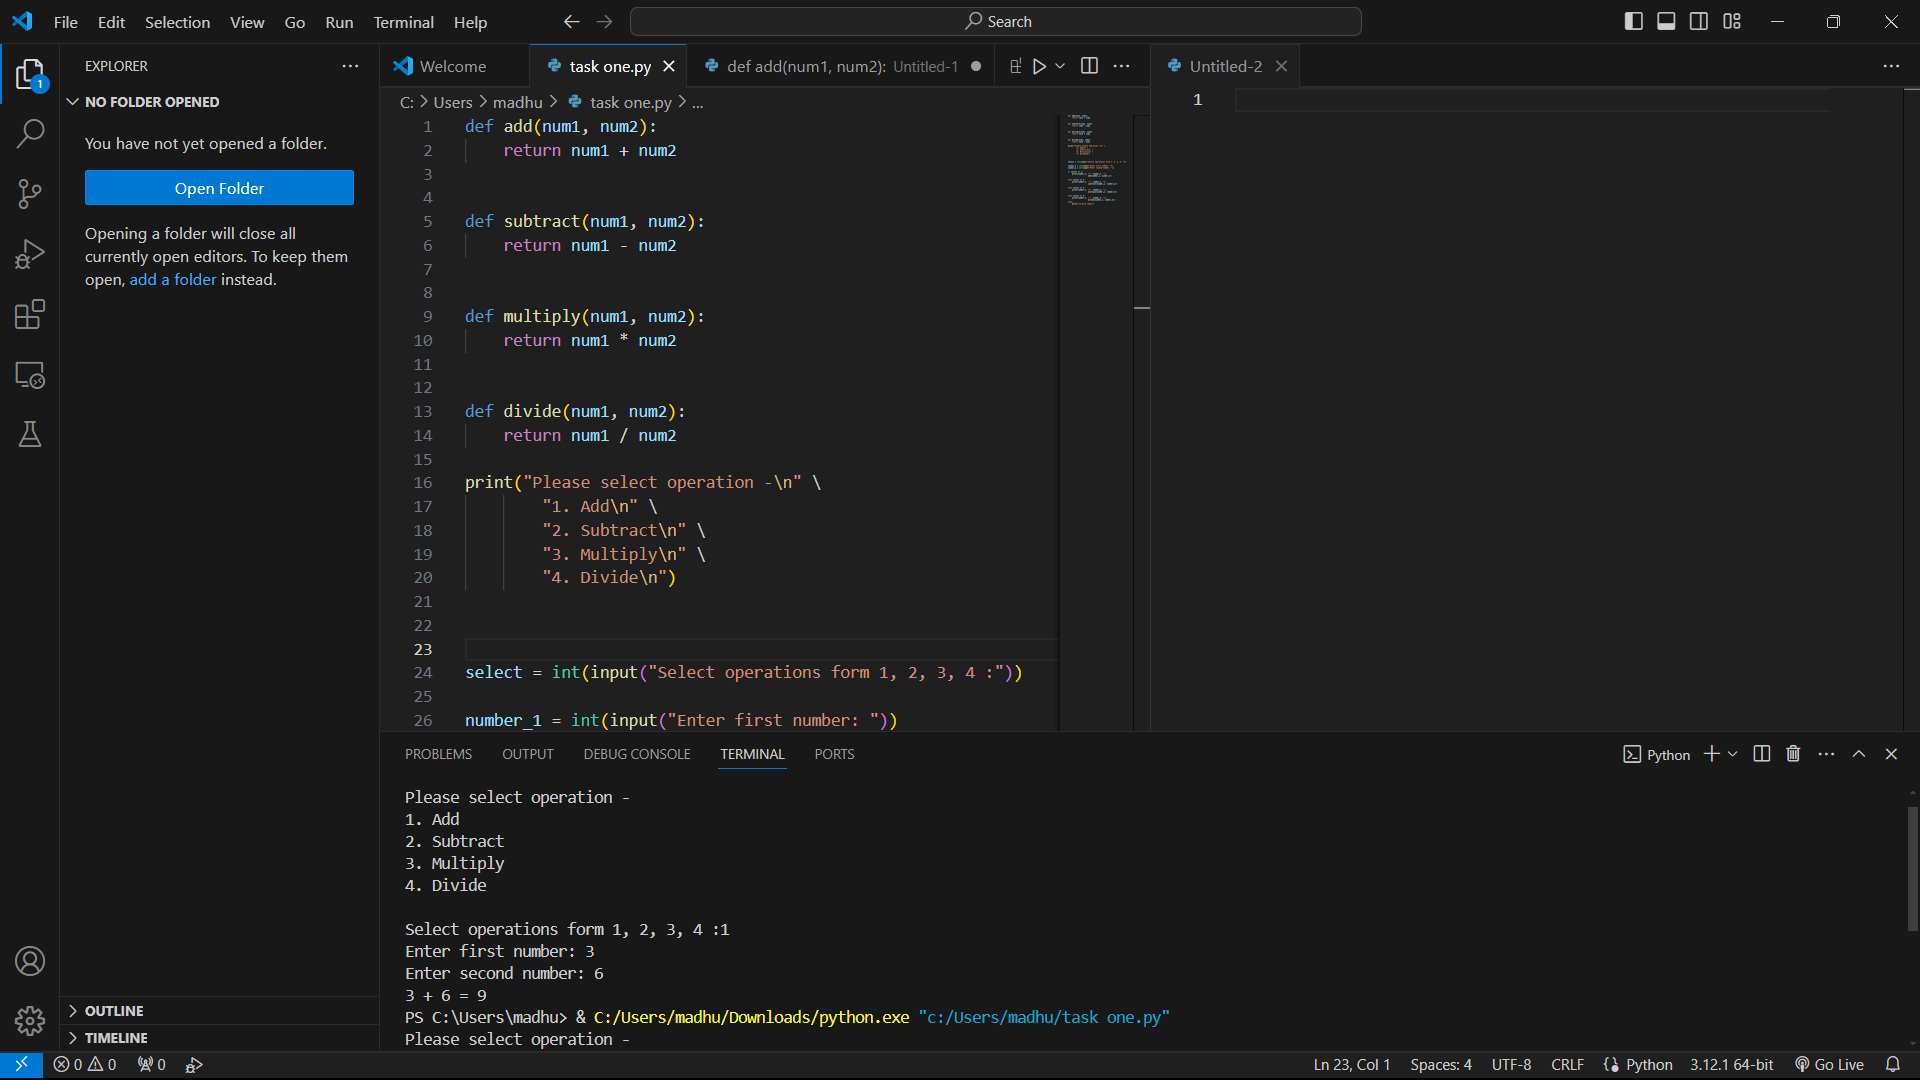 File Edit Selection View Go Run Terminal Help
Search
EXPLORER
NO FOLDER OPENED
You have not yet opened a folder.
Open Folder
Opening a folder will close all
currently open editors. To keep them
open, add a folder instead.
OUTLINE
TIMELINE
1
Welcome
task one.py
def add(num1, num2): Untitled-1
Untitled-2
C: > Users > madhu > task one.py > ...
1 def add(num1, num2):
2 return num1 + num2
3
4
5 def subtract(num1, num2):
6 return num1 - num2
7
8
9 def multiply(num1, num2):
10 return num1 * num2
11
12
13 def divide(num1, num2):
14 return num1 / num2
15
16 print("Please select operation -\n" \
17 "1. Add\n" \
18 "2. Subtract\n" \
19 "3. Multiply\n" \
20 "4. Divide\n")
21
22
23
24 select = int(input("Select operations form 1, 2, 3, 4 :"))
25
26 number_1 = int(input("Enter first number: "))
1
PROBLEMS OUTPUT DEBUG CONSOLE TERMINAL PORTS
Python
Please select operation -
1. Add
2. Subtract
3. Multiply
4. Divide
Select operations form 1, 2, 3, 4 :1
Enter first number: 3
Enter second number: 6
3 + 6 = 9
PS C:\Users\madhu> & C:/Users/madhu/Downloads/python.exe "c:/Users/madhu/task one.py"
Please select operation -
0 0 0
Ln 23, Col 1 Spaces: 4 UTF-8 CRLF Python 3.12.1 64-bit Go Live